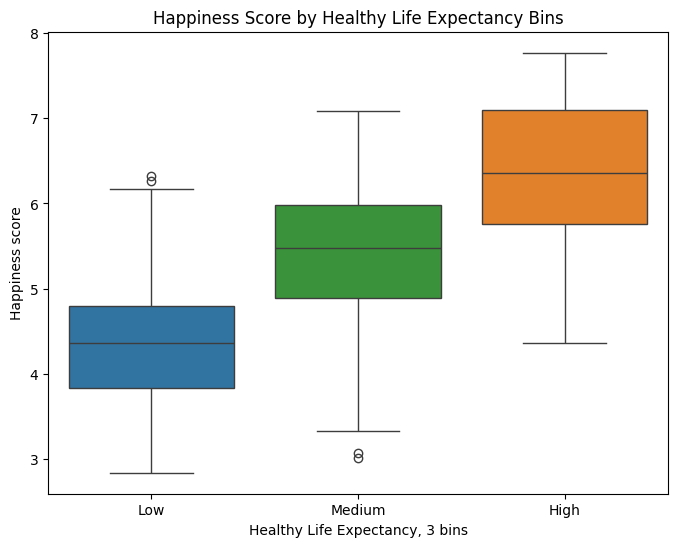 Happiness Score by Healthy Life Expectancy Bins
8
7
6
5
4
3
Happiness score
Low Medium High
Healthy Life Expectancy, 3 bins